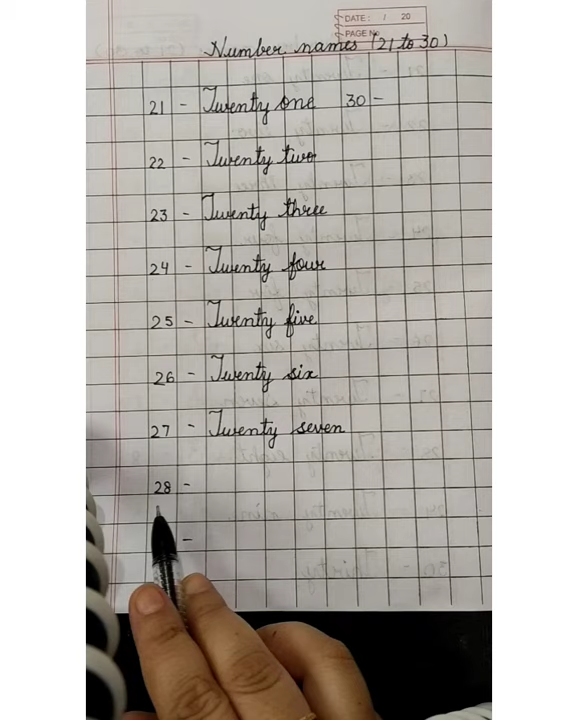 DATE: / 20
PAGE No
Number names (21 to 30)
21 - Twenty one 30 -
22 - Twenty two
23 - Twenty three
24 - Twenty four
25 - Twenty five
26 - Twenty six
27 - Twenty seven
28 -
-